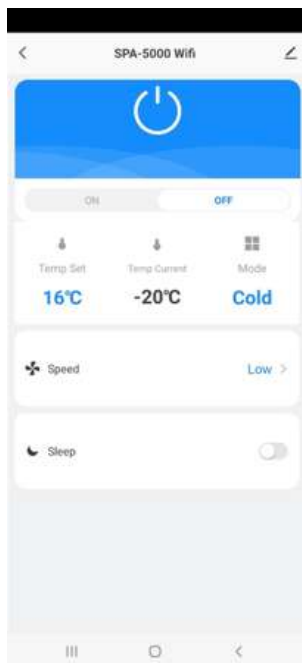 SPA-5000 Wifi
ON OFF
Temp Set Temp Current Mode
16°C -20°C Cold
Speed Low
Sleep